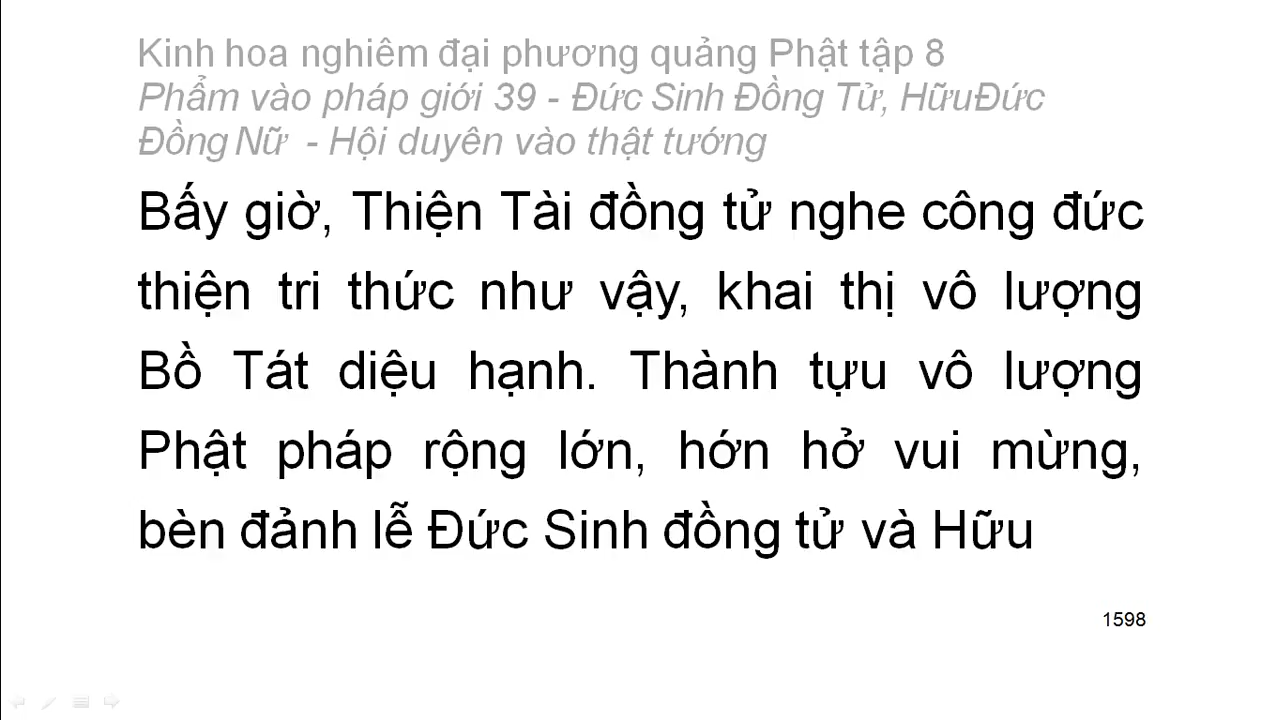 Kinh hoa nghiêm đại phương quảng Phật tập 8
Phẩm vào pháp giới 39 - Đức Sinh Đồng Tử, HữuĐức
Đồng Nữ - Hội duyên vào thật tướng
Bấy giờ, Thiện Tài đồng tử nghe công đức
thiện tri thức như vậy, khai thị vô lượng
Bồ Tát diệu hạnh. Thành tựu vô lượng
Phật pháp rộng lớn, hớn hở vui mừng,
bèn đảnh lễ Đức Sinh đồng tử và Hữu
1598